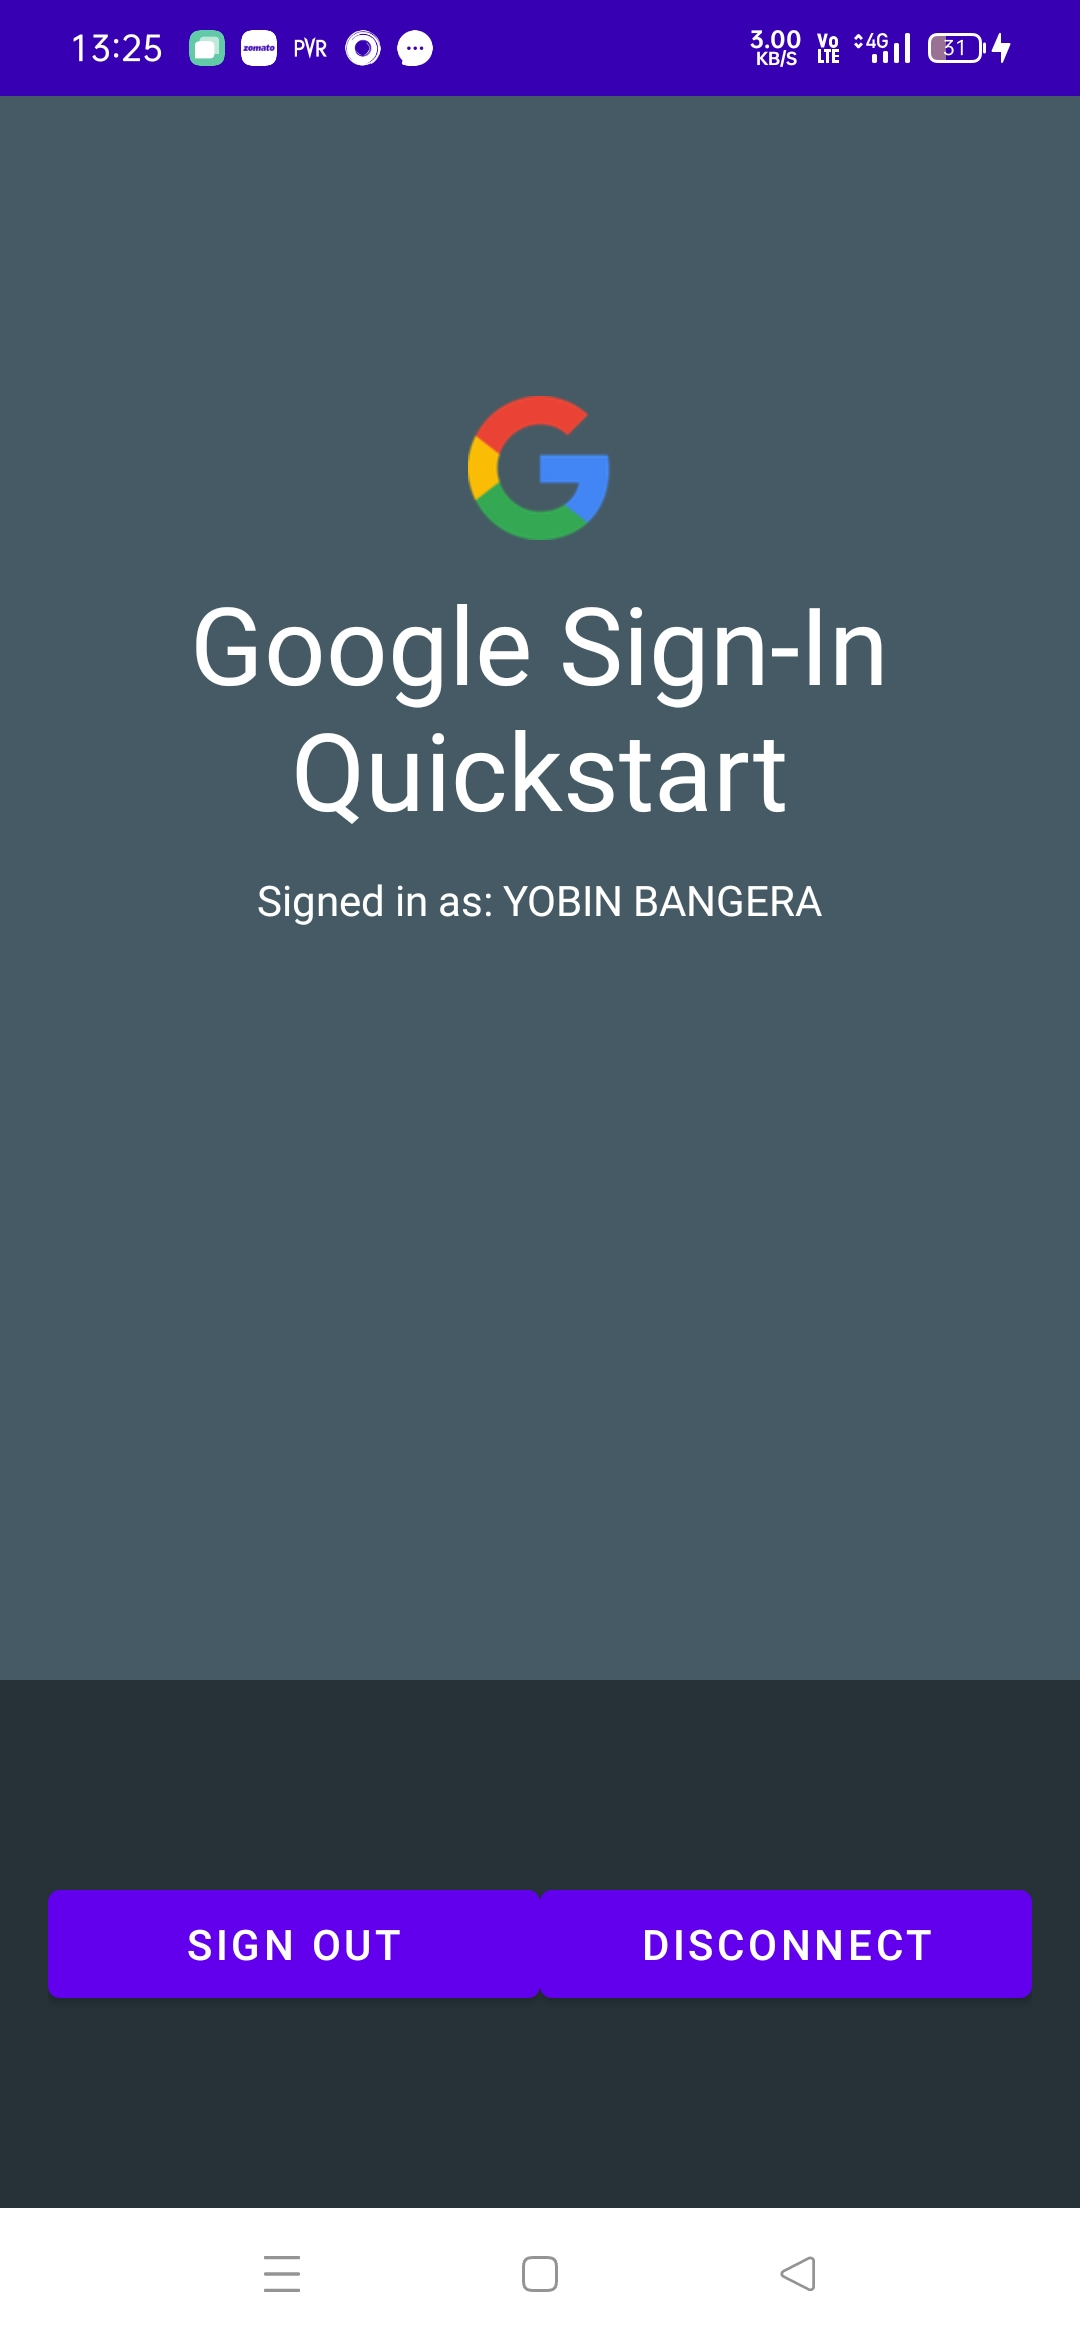 13:25 zomato PVR 3.00 KB/S Vo LTE 4G 31
Google Sign-In
Quickstart
Signed in as: YOBIN BANGERA
SIGN OUT DISCONNECT